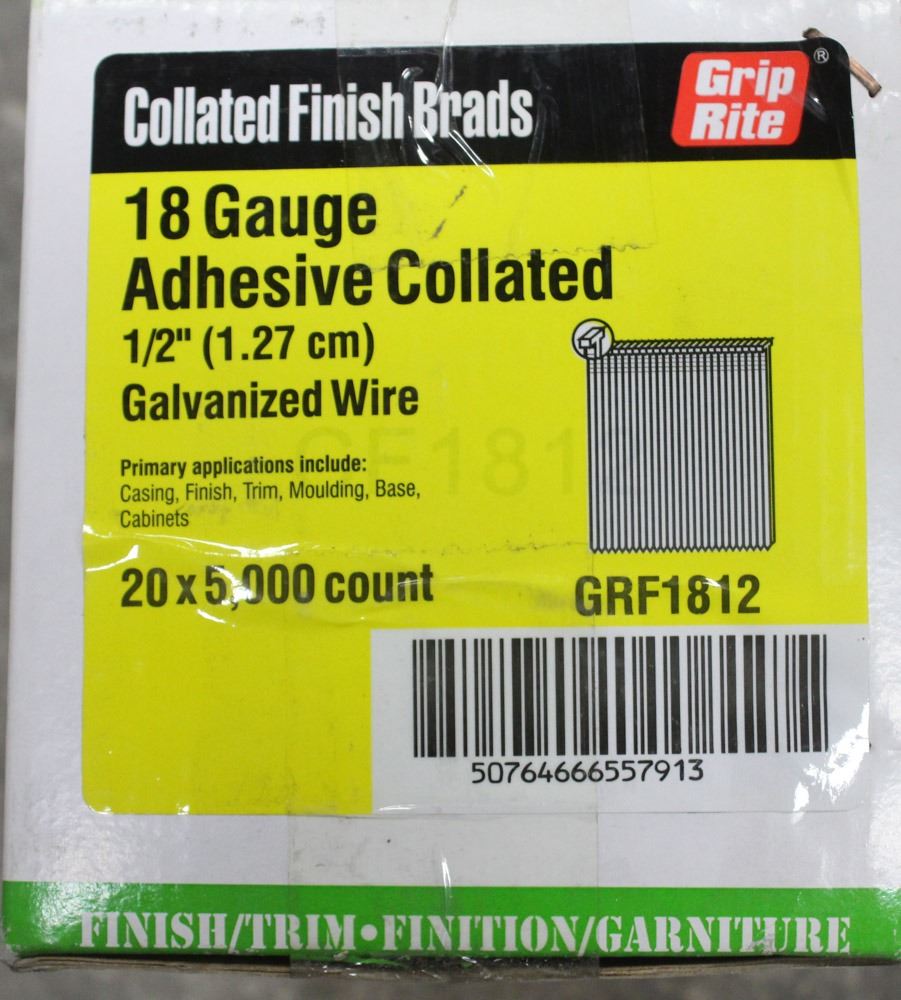 Collated Finish Brads
Grip
Rite
®
18 Gauge
Adhesive Collated
1/2" (1.27 cm)
Galvanized Wire
Primary applications include:
Casing, Finish, Trim, Moulding, Base,
Cabinets
20 x 5,000 count
GRF1812
50764666557913
FINISH/TRIM•FINITION/GARNITURE